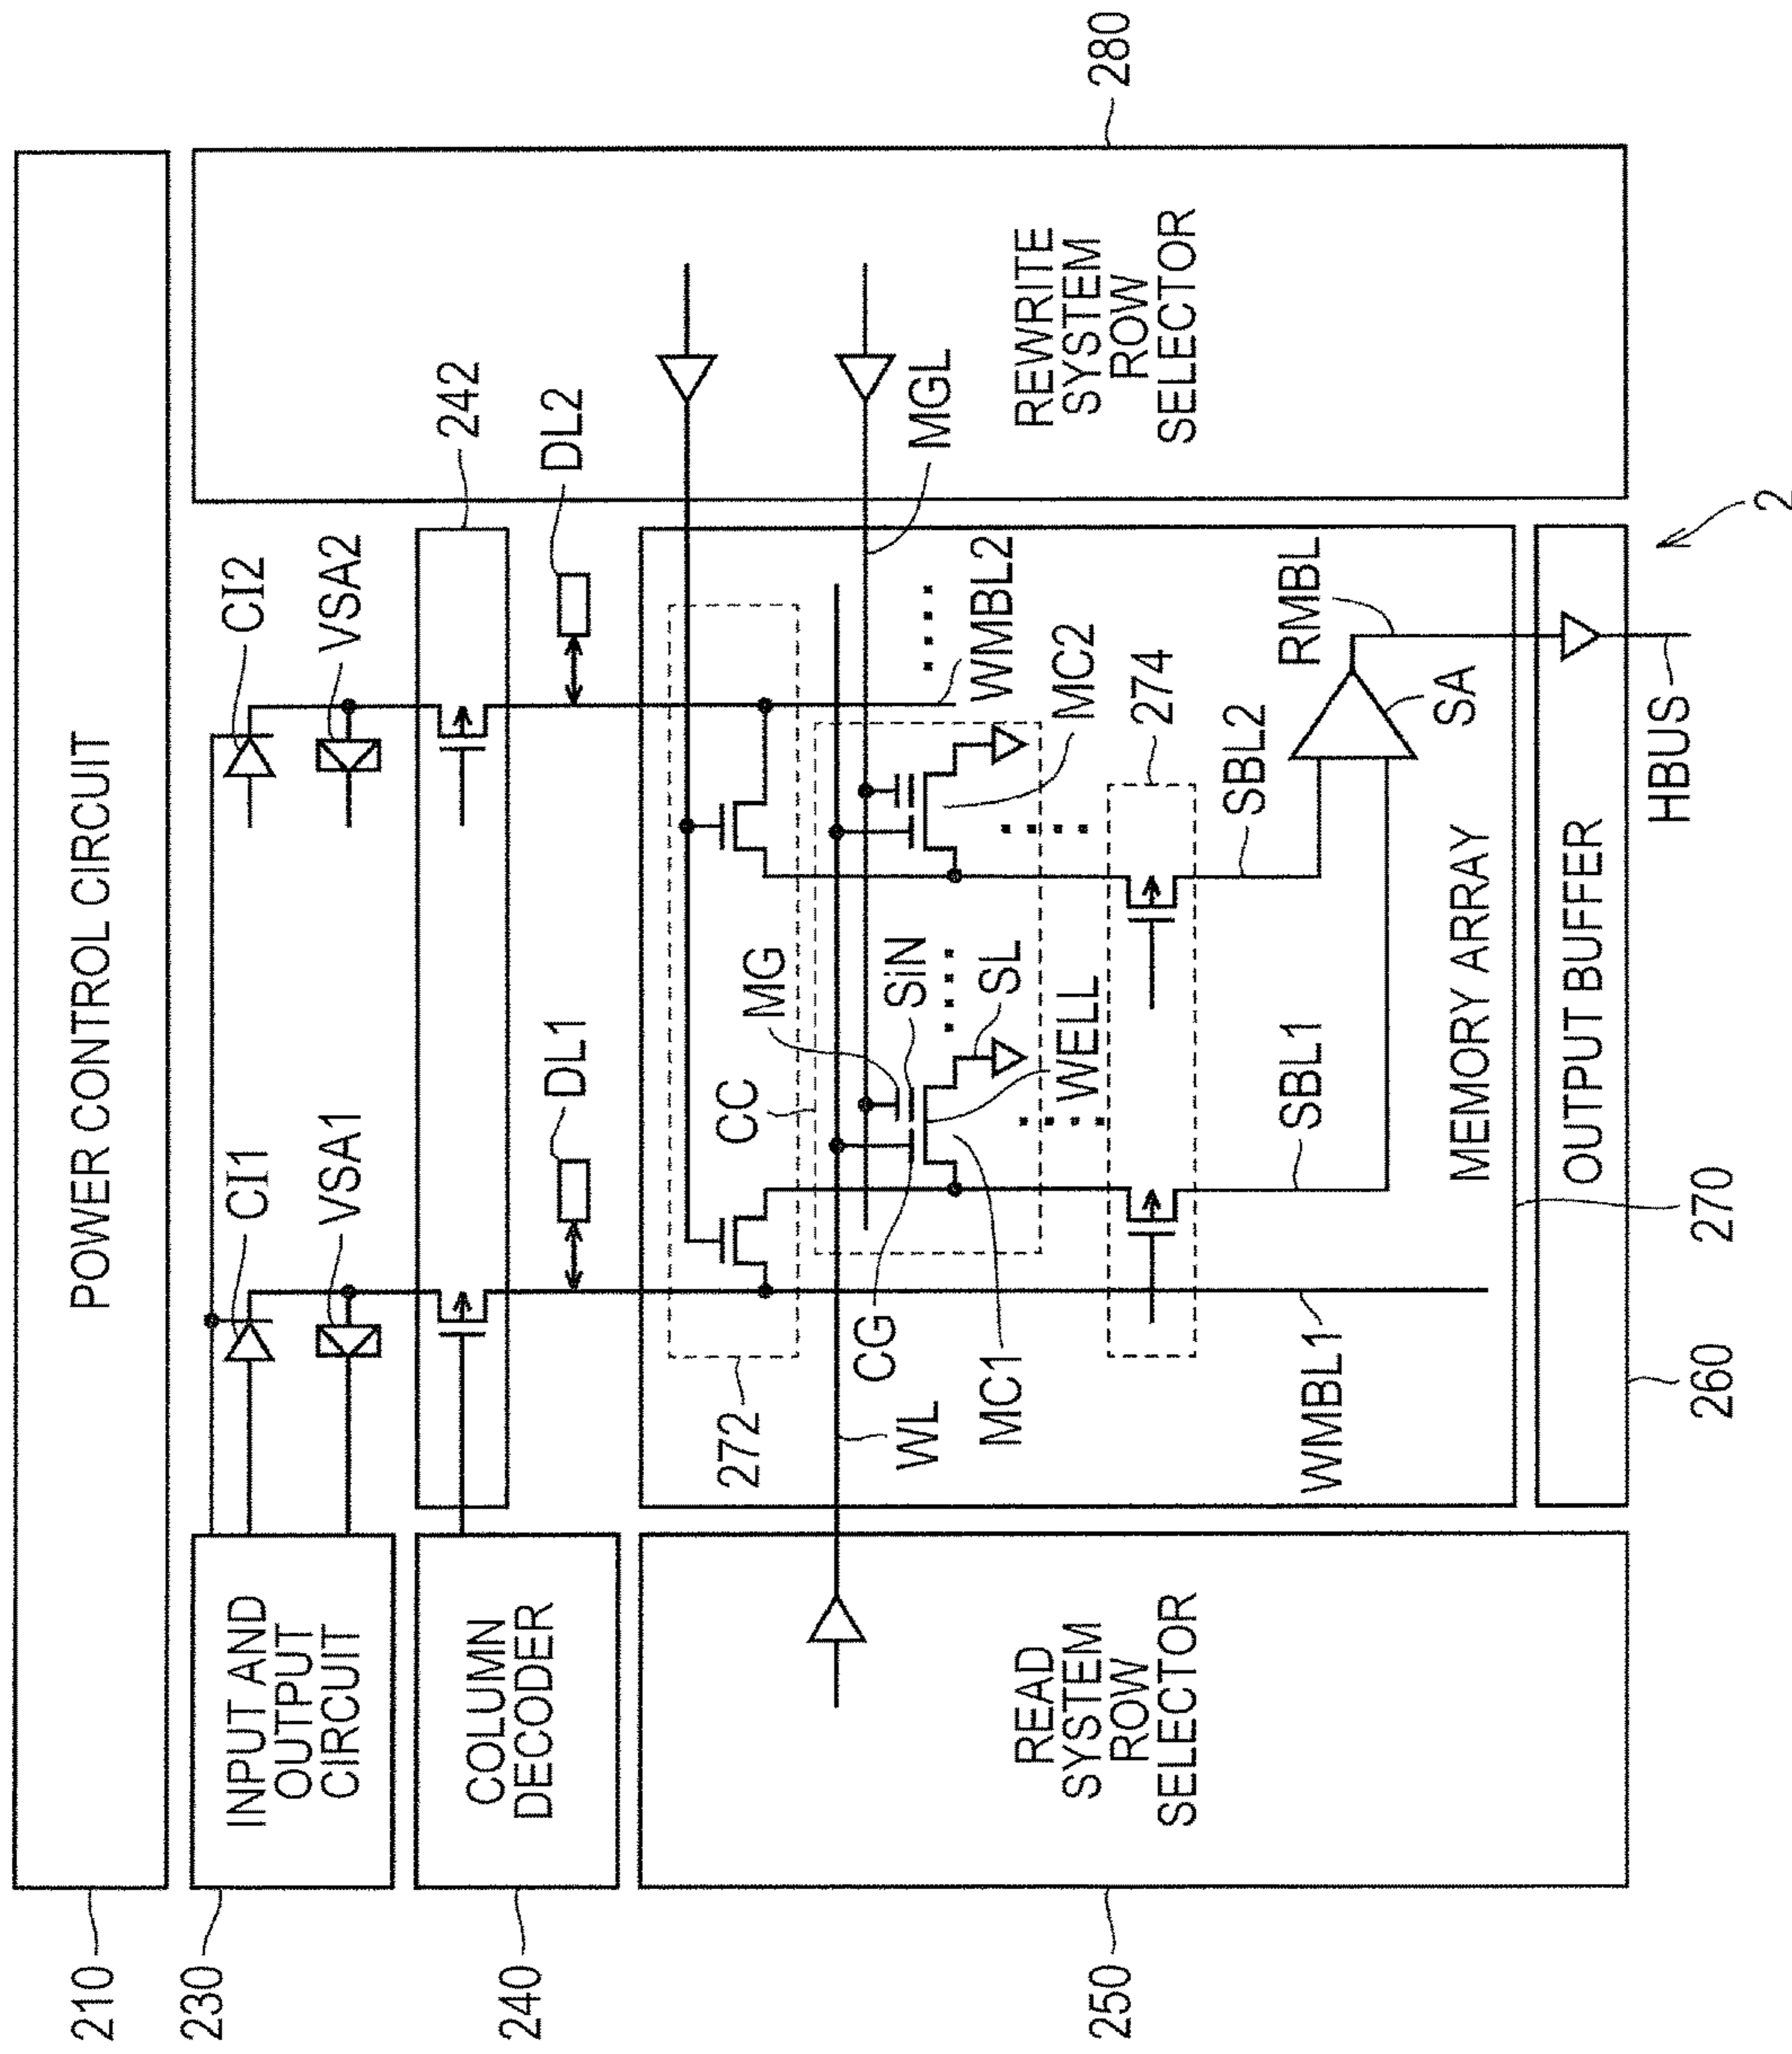 POWER CONTROL CIRCUIT
210
INPUT AND
OUTPUT
CIRCUIT
230
CI1
VSA1
CI2
VSA2
COLUMN
DECODER
240
242
DL1
DL2
READ
SYSTEM
ROW
SELECTOR
250
272
CC
MG
WL
CG
SiN
MC1
SL
WELL
MC2
WMBL2
MGL
274
WMBL1
SBL1
SBL2
SA
RMBL
MEMORY ARRAY
270
OUTPUT BUFFER
260
HBUS
REWRITE
SYSTEM
ROW
SELECTOR
280
2